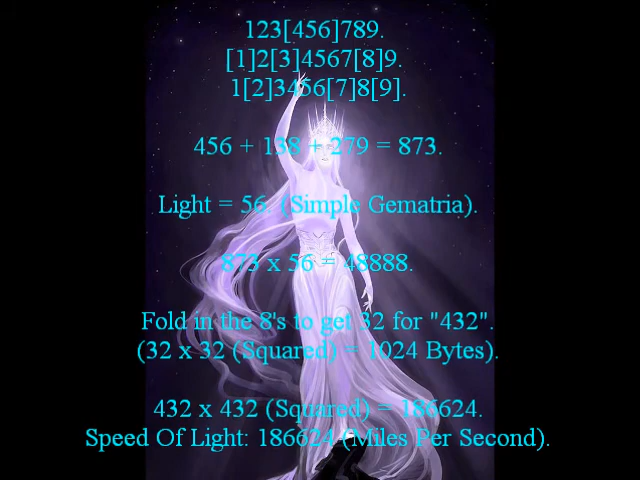 123[456]789.
[1]2[3]4567[8]9.
1[2]3456[7]8[9].
456 + 138 + 279 = 873.
Light = 56. (Simple Gematria).
873 x 56 = 48888.
Fold in the 8's to get 32 for "432".
(32 x 32 (Squared) = 1024 Bytes).
432 x 432 (Squared) = 186624.
Speed Of Light: 186624 (Miles Per Second).